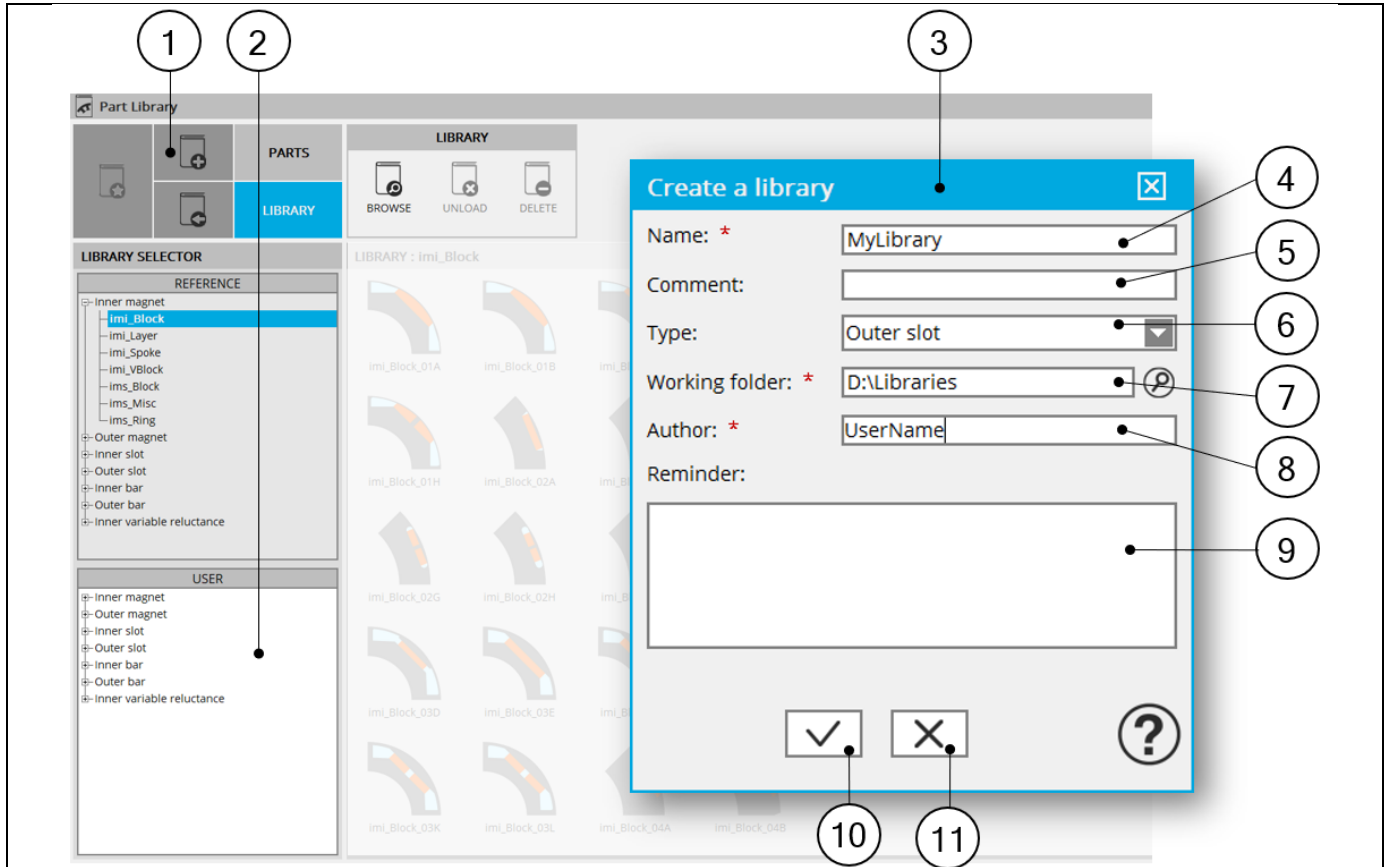 1
2
3
Part Library
PARTS
LIBRARY
LIBRARY
BROWSE
UNLOAD
DELETE
LIBRARY SELECTOR
REFERENCE
Inner magnet
imi_Block
imi_Layer
imi_Spoke
imi_VBlock
ims_Block
ims_Misc
ims_Ring
Outer magnet
Inner slot
Outer slot
Inner bar
Outer bar
Inner variable reluctance
USER
Inner magnet
Outer magnet
Inner slot
Outer slot
Inner bar
Outer bar
Inner variable reluctance
LIBRARY : imi_Block
imi_Block_01A
imi_Block_01B
imi_Block_01H
imi_Block_02A
imi_Block_02G
imi_Block_02H
imi_Block_03D
imi_Block_03E
imi_Block_03K
imi_Block_03L
imi_Block_04A
imi_Block_04B
Create a library
Name: *
MyLibrary
4
Comment:
5
Type:
Outer slot
6
Working folder: *
D:\Libraries
7
Author: *
UserName
8
Reminder:
9
?
10
11